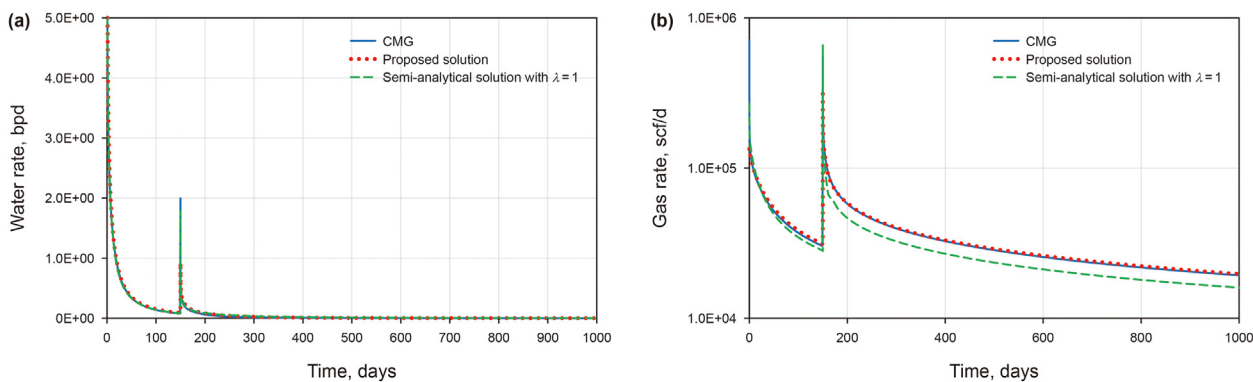 (a)
5.0E+00
4.0E+00
3.0E+00
2.0E+00
1.0E+00
0E+00
Water rate, bpd
CMG
Proposed solution
Semi-analytical solution with λ = 1
0 100 200 300 400 500 600 700 800 900 1000
Time, days
(b)
1.0E+06
1.0E+05
1.0E+04
Gas rate, scf/d
CMG
Proposed solution
Semi-analytical solution with λ = 1
0 200 400 600 800 1000
Time, days